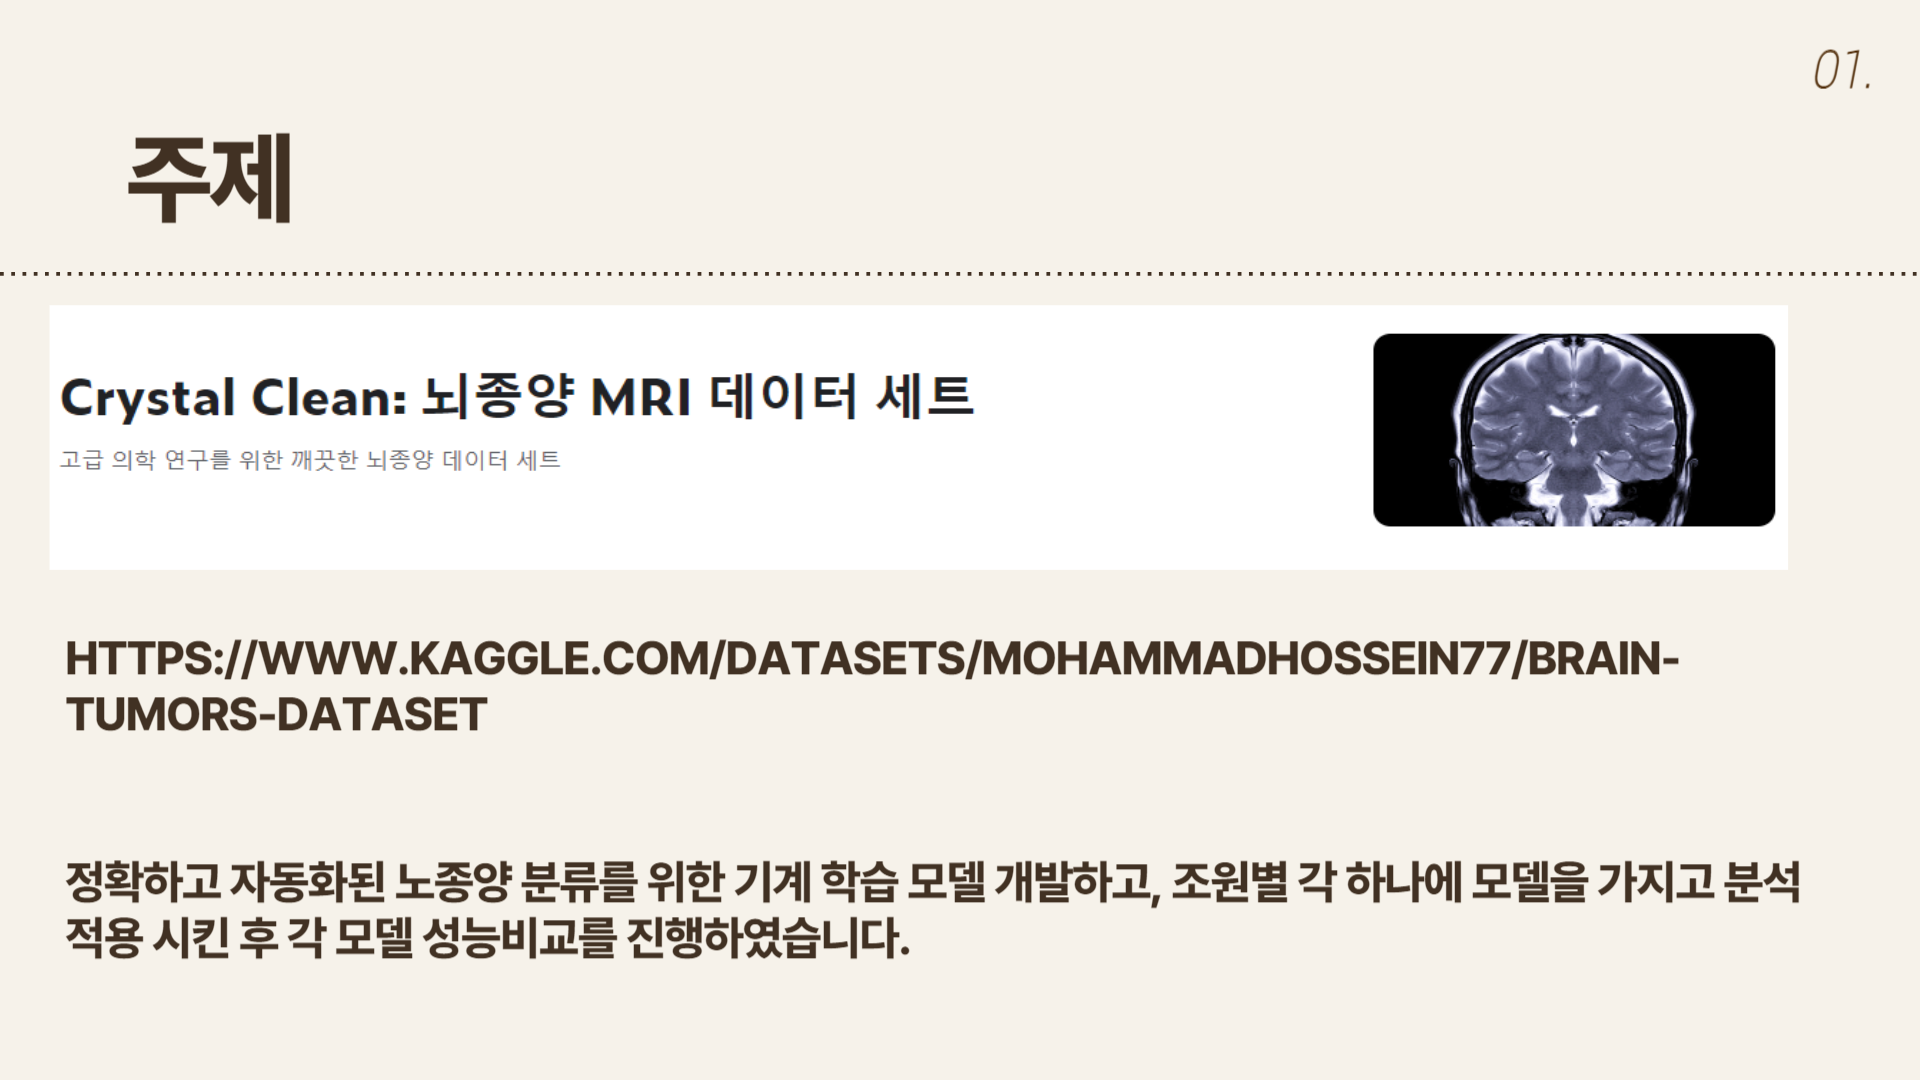 01.
주제
Crystal Clean: 뇌종양 MRI 데이터 세트
고급 의학 연구를 위한 깨끗한 뇌종양 데이터 세트
HTTPS://WWW.KAGGLE.COM/DATASETS/MOHAMMADHOSSEIN77/BRAIN-
TUMORS-DATASET
정확하고 자동화된 노종양 분류를 위한 기계 학습 모델 개발하고, 조원별 각 하나에 모델을 가지고 분석
적용 시킨 후 각 모델 성능비교를 진행하였습니다.